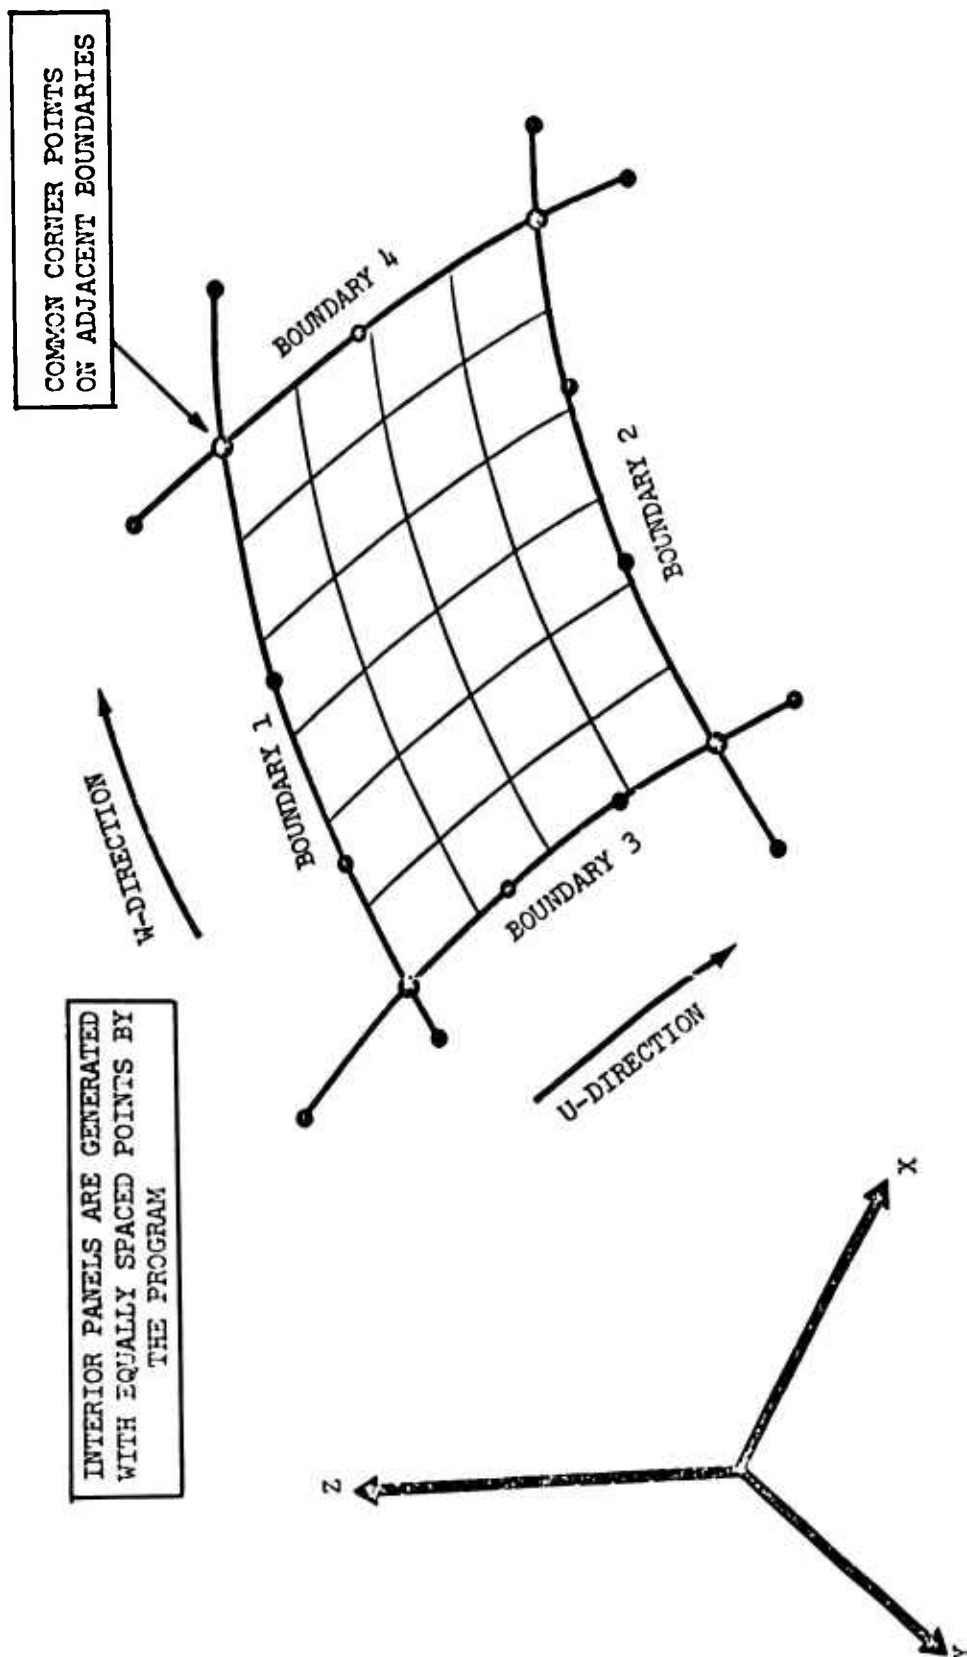 COMMON CORNER POINTS
ON ADJACENT BOUNDARIES
BOUNDARY 4
BOUNDARY 2
BOUNDARY 1
BOUNDARY 3
W-DIRECTION
U-DIRECTION
INTERIOR PANELS ARE GENERATED
WITH EQUALLY SPACED POINTS BY
THE PROGRAM
Z
X
Y